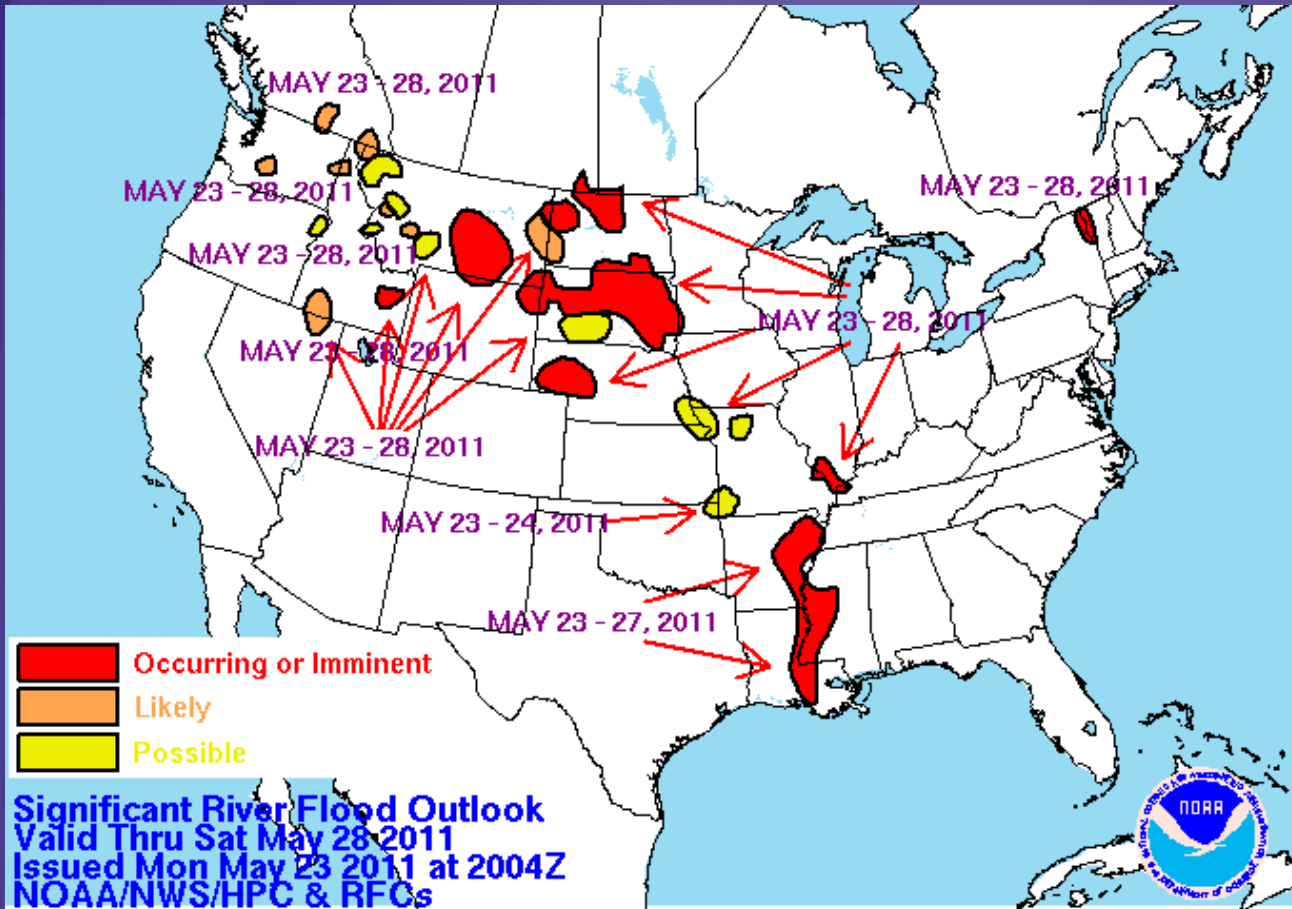 MAY 23 - 28, 2011
MAY 23 - 28, 2011
MAY 23 - 28, 2011
MAY 23 - 28, 2011
MAY 23 - 28, 2011
MAY 23 - 28, 2011
MAY 23 - 28, 2011
MAY 23 - 24, 2011
MAY 23 - 27, 2011
Occurring or Imminent
Likely
Possible
Significant River Flood Outlook
Valid Thru Sat May 28 2011
Issued Mon May 23 2011 at 2004Z
NOAA/NWS/HPC & RFCs
NOAA